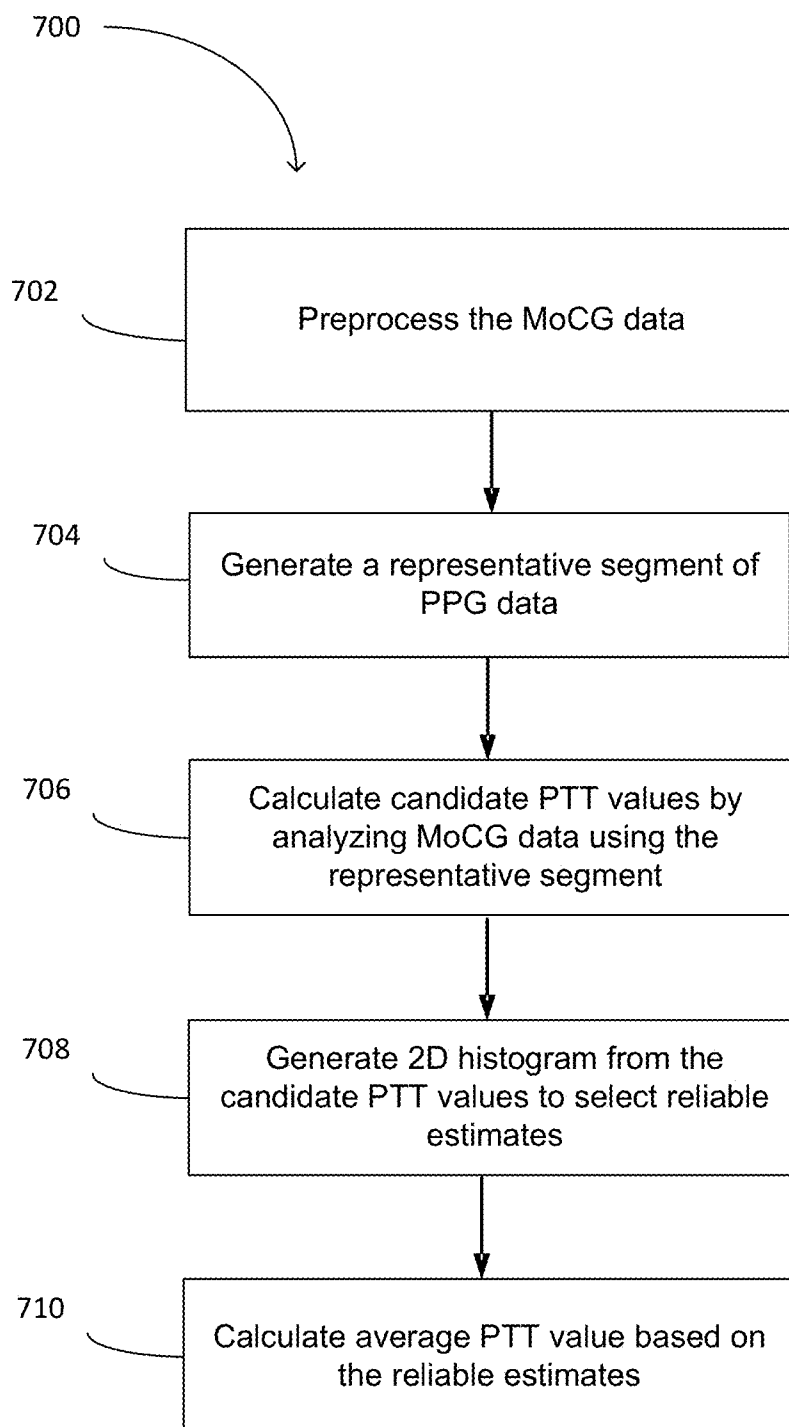 700
702
Preprocess the MoCG data
704
Generate a representative segment of
PPG data
706
Calculate candidate PTT values by
analyzing MoCG data using the
representative segment
708
Generate 2D histogram from the
candidate PTT values to select reliable
estimates
710
Calculate average PTT value based on
the reliable estimates